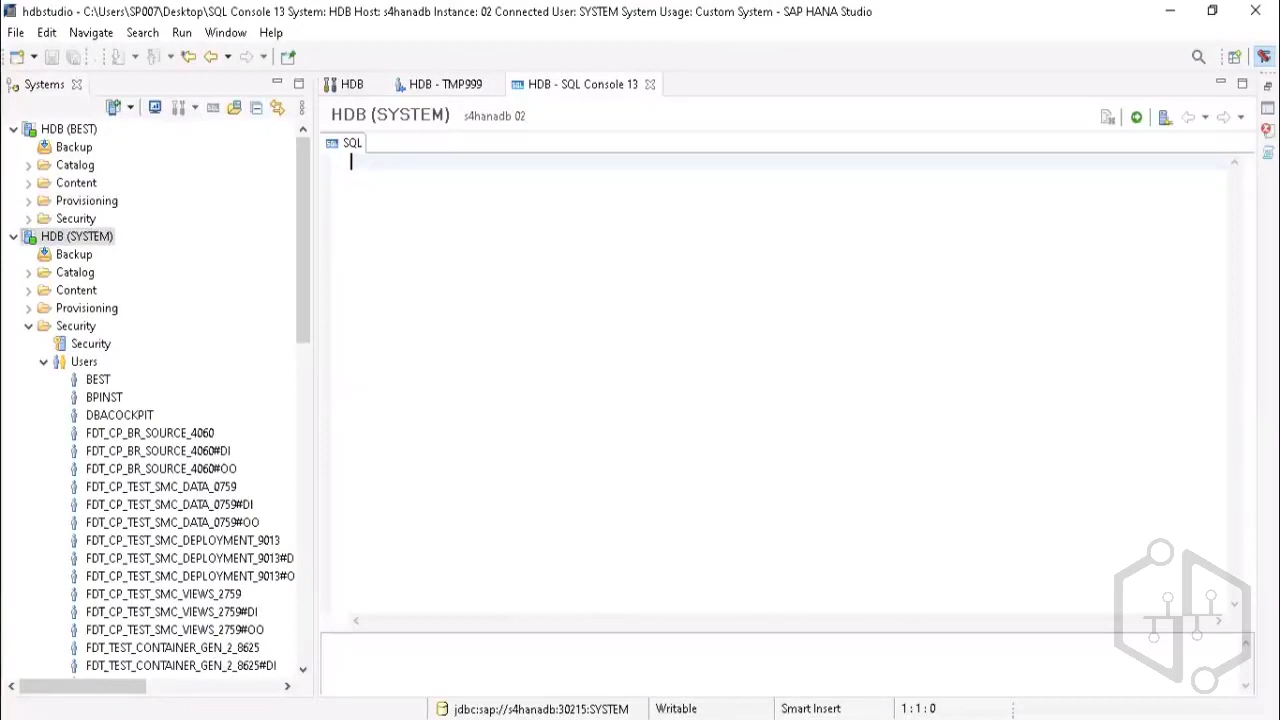 hdbstudio - C:\Users\SP007\Desktop\SQL Console 13 System: HDB Host: s4hanadb Instance: 02 Connected User: SYSTEM System Usage: Custom System - SAP HANA Studio
File Edit Navigate Search Run Window Help
Systems
HDB
HDB - TMP999
HDB - SQL Console 13
HDB (SYSTEM) s4hanadb 02
SQL
HDB (BEST)
Backup
Catalog
Content
Provisioning
Security
HDB (SYSTEM)
Backup
Catalog
Content
Provisioning
Security
Security
Users
BEST
BPINST
DBACOCKPIT
FDT_CP_BR_SOURCE_4060
FDT_CP_BR_SOURCE_4060#DI
FDT_CP_BR_SOURCE_4060#OO
FDT_CP_TEST_SMC_DATA_0759
FDT_CP_TEST_SMC_DATA_0759#DI
FDT_CP_TEST_SMC_DATA_0759#OO
FDT_CP_TEST_SMC_DEPLOYMENT_9013
FDT_CP_TEST_SMC_DEPLOYMENT_9013#D
FDT_CP_TEST_SMC_DEPLOYMENT_9013#O
FDT_CP_TEST_SMC_VIEWS_2759
FDT_CP_TEST_SMC_VIEWS_2759#DI
FDT_CP_TEST_SMC_VIEWS_2759#OO
FDT_TEST_CONTAINER_GEN_2_8625
FDT_TEST_CONTAINER_GEN_2_8625#DI
jdbc:sap://s4hanadb:30215:SYSTEM
Writable
Smart Insert
1 : 1 : 0